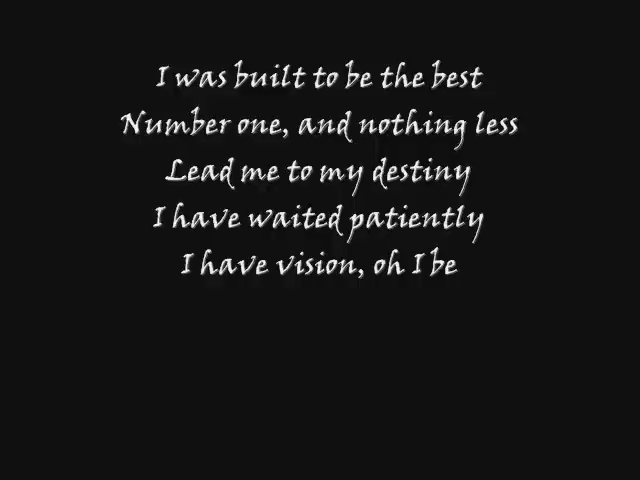 I was built to be the best
Number one, and nothing less
Lead me to my destiny
I have waited patiently
I have vision, oh I be